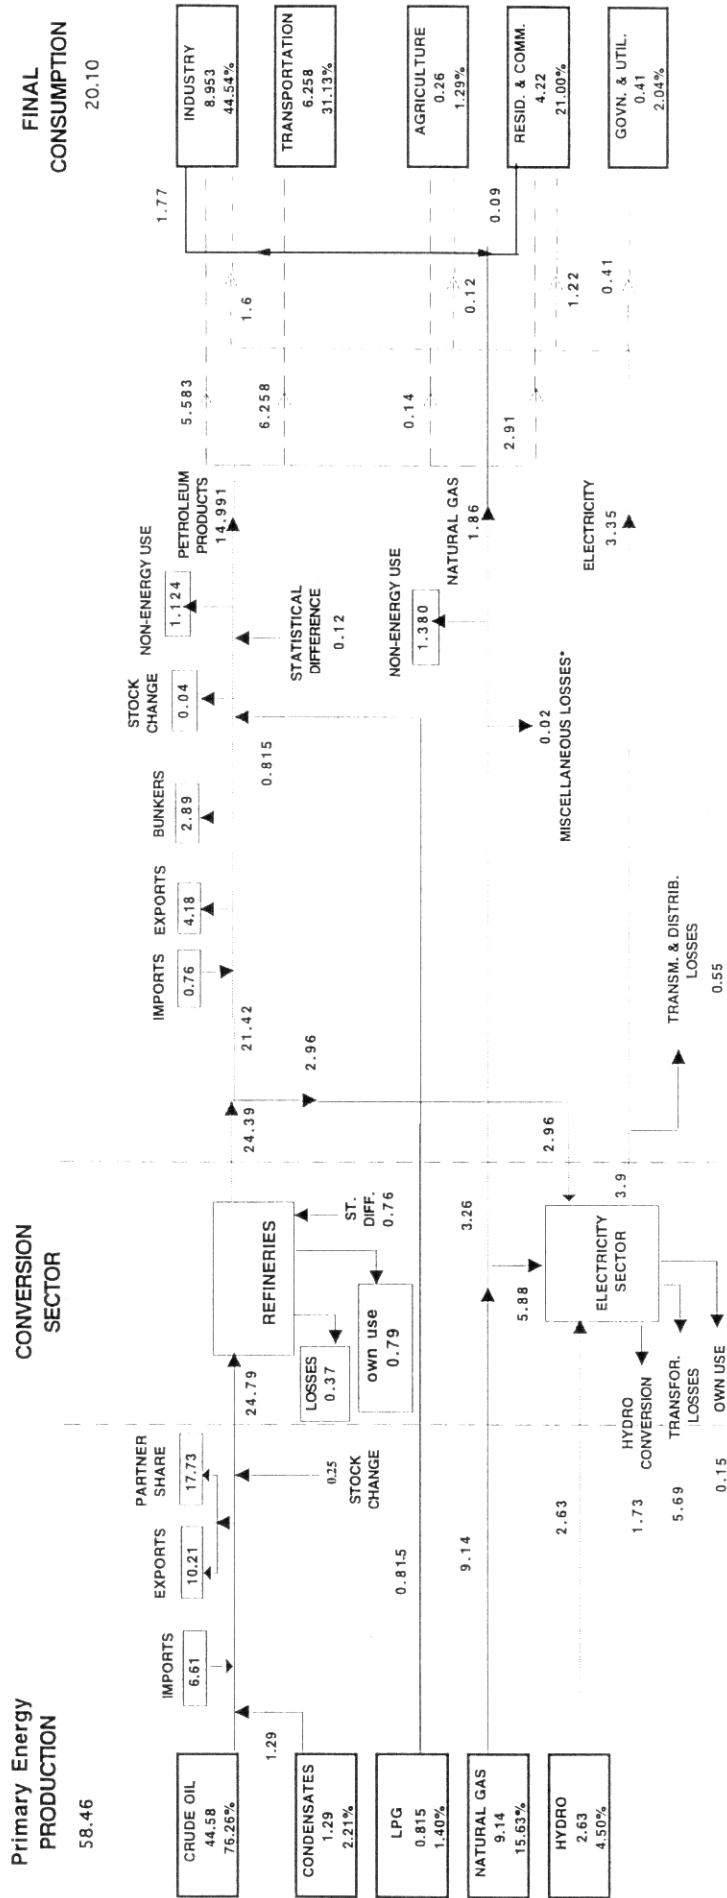 Primary Energy
PRODUCTION
58.46
CONVERSION
SECTOR
FINAL
CONSUMPTION
20.10
CRUDE OIL
44.58
76.26%
CONDENSATES
1.29
2.21%
LPG
0.815
1.40%
NATURAL GAS
9.14
15.63%
HYDRO
2.63
4.50%
1.29
IMPORTS
6.61
EXPORTS
10.21
PARTNER
SHARE
17.73
0.25
STOCK
CHANGE
24.79
0.815
9.14
2.63
REFINERIES
LOSSES
0.37
own use
0.79
ST.
DIFF.
0.76
5.88
3.26
ELECTRICITY
SECTOR
HYDRO
CONVERSION
1.73
TRANSFOR.
LOSSES
5.69
OWN USE
0.15
3.9
24.39
2.96
2.96
21.42
TRANSM. & DISTRIB.
LOSSES
0.55
IMPORTS
0.76
EXPORTS
4.18
BUNKERS
2.89
STOCK
CHANGE
0.04
0.815
NON-ENERGY USE
1.124
STATISTICAL
DIFFERENCE
0.12
PETROLEUM
PRODUCTS
14.991
NON-ENERGY USE
1.380
0.02
MISCELLANEOUS LOSSES*
NATURAL GAS
1.86
ELECTRICITY
3.35
5.583
6.258
0.14
2.91
1.6
0.12
1.22
0.41
1.77
0.09
INDUSTRY
8.953
44.54%
TRANSPORTATION
6.258
31.13%
AGRICULTURE
0.26
1.29%
RESID. & COMM.
4.22
21.00%
GOVN. & UTIL.
0.41
2.04%